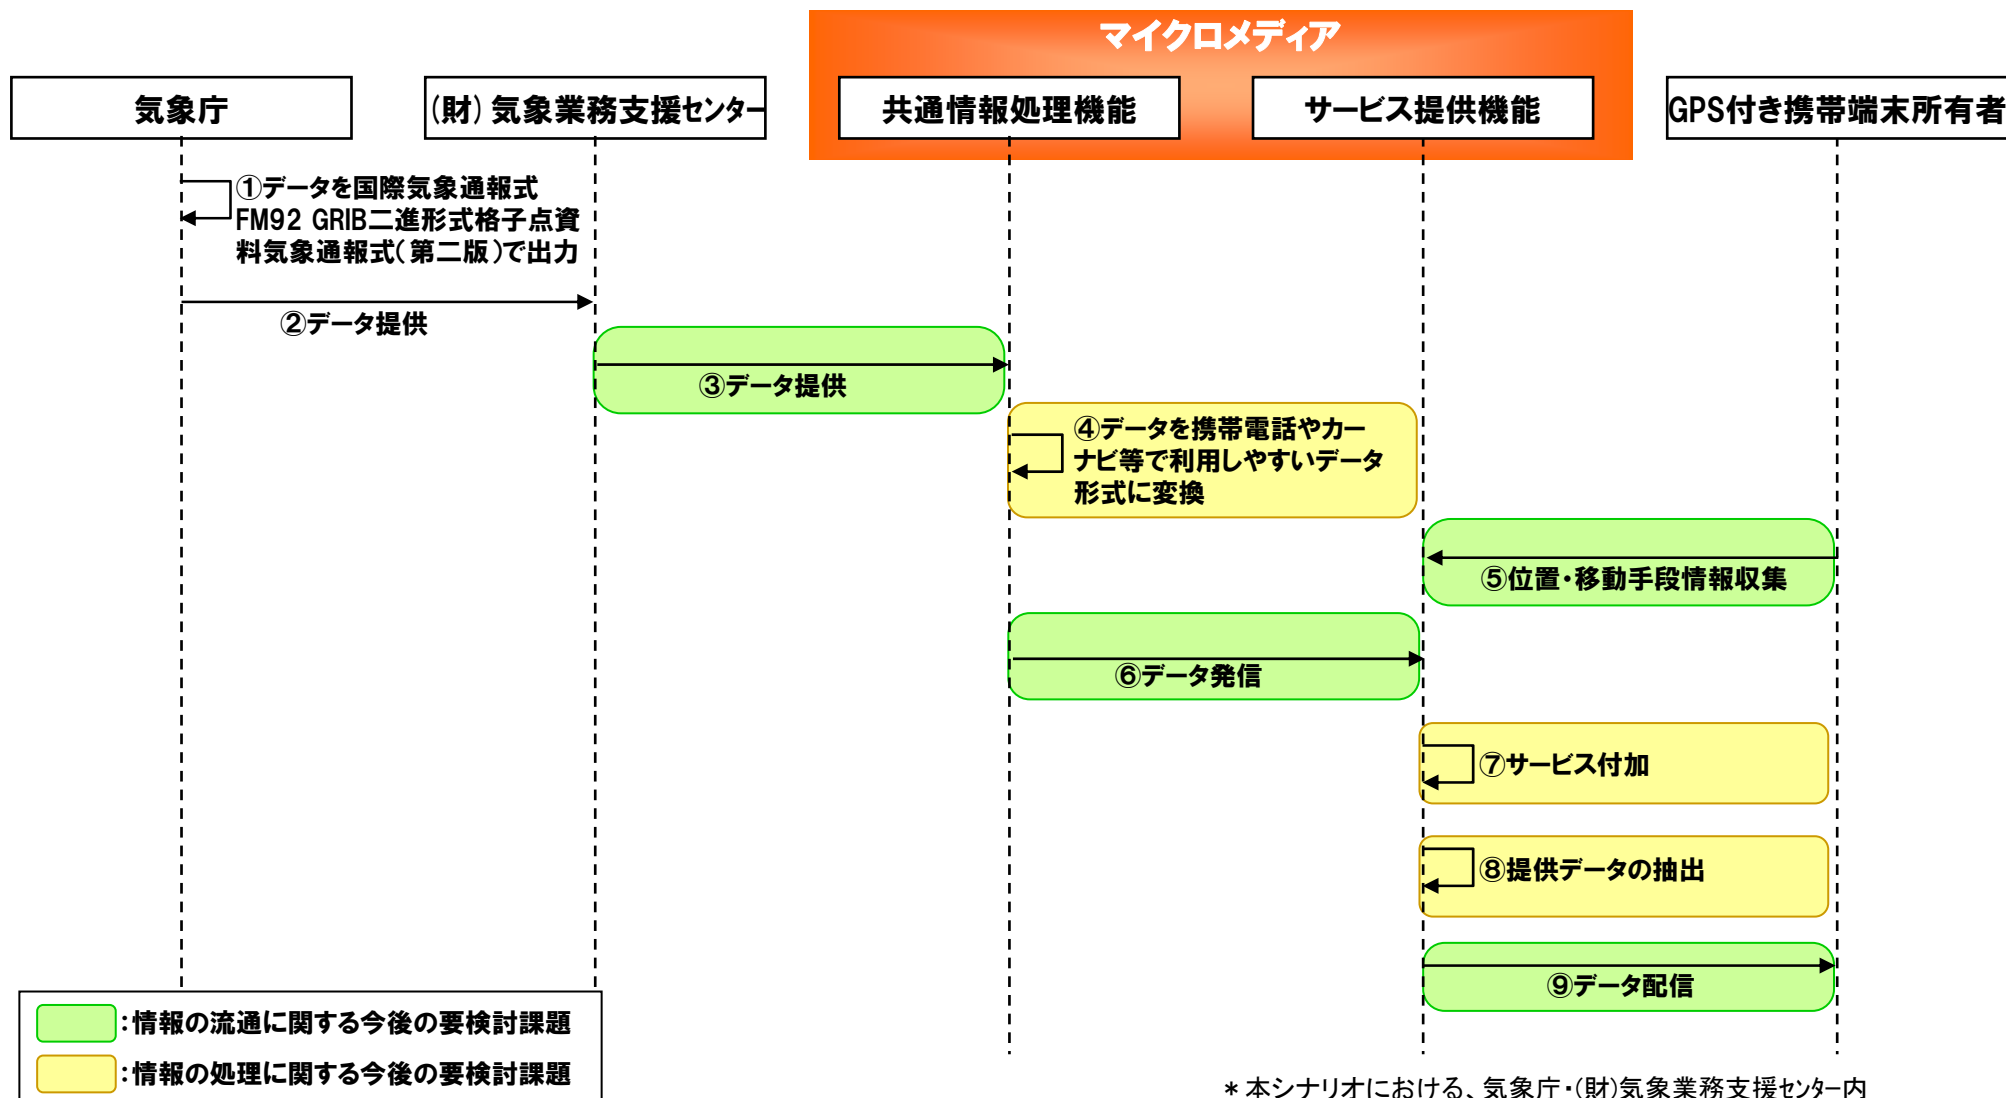 マイクロメディア
気象庁
(財)気象業務支援センター
共通情報処理機能
サービス提供機能
GPS付き携帯端末所有者
①データを国際気象通報式
FM92 GRIB二進形式格子点資
料気象通報式(第二版)で出力
②データ提供
③データ提供
④データを携帯電話やカー
ナビ等で利用しやすいデータ
形式に変換
⑤位置・移動手段情報収集
⑥データ発信
⑦サービス付加
⑧提供データの抽出
⑨データ配信
:情報の流通に関する今後の要検討課題
:情報の処理に関する今後の要検討課題
*本シナリオにおける、気象庁・(財)気象業務支援センター内